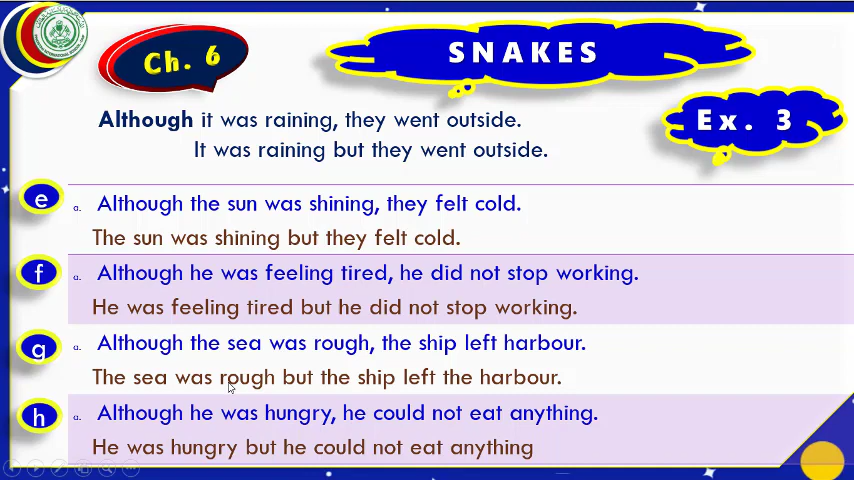 Ch. 6
SNAKES
Ex. 3
Although it was raining, they went outside.
It was raining but they went outside.
e
a. Although the sun was shining, they felt cold.
The sun was shining but they felt cold.
f
a. Although he was feeling tired, he did not stop working.
He was feeling tired but he did not stop working.
g
a. Although the sea was rough, the ship left harbour.
The sea was rough but the ship left the harbour.
h
a. Although he was hungry, he could not eat anything.
He was hungry but he could not eat anything